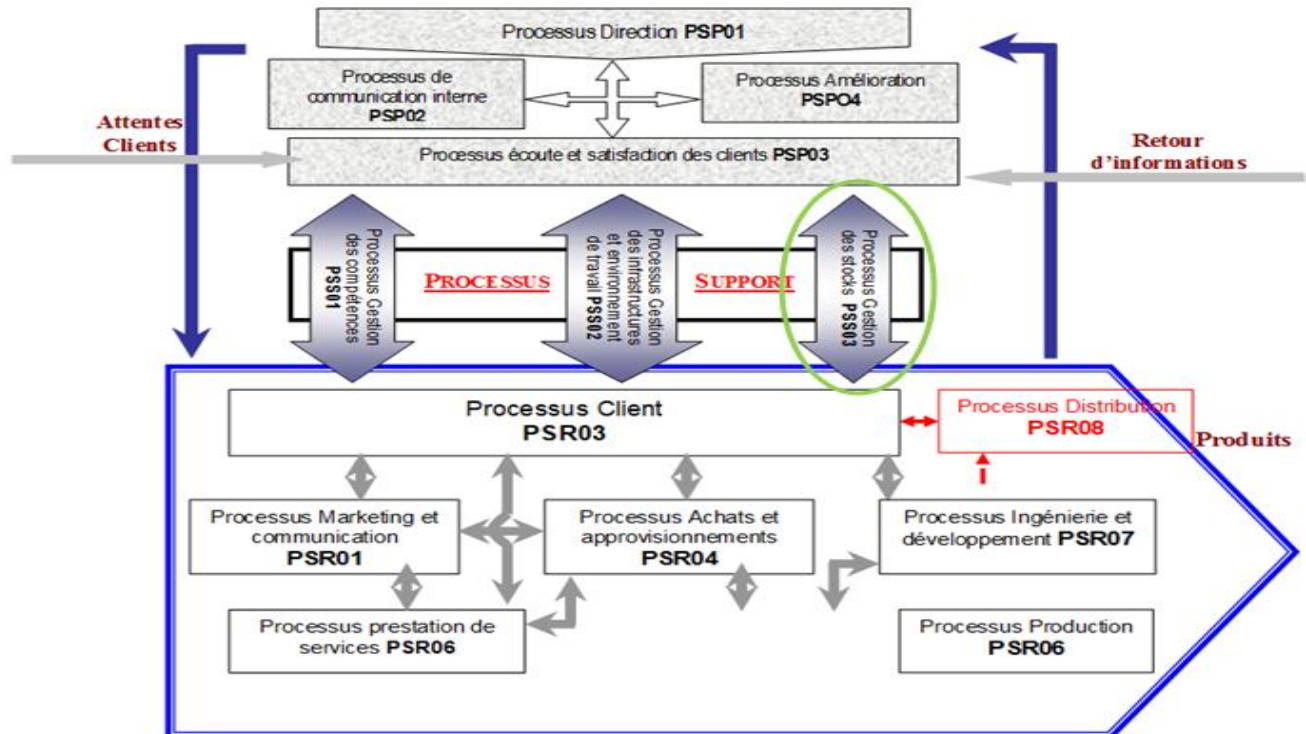 Processus Direction PSP01
Processus de
communication interne
PSP02
Processus Amélioration
PSPO4
Attentes
Clients
Processus écoute et satisfaction des clients PSP03
Retour
d'informations
Processus Gestion
des compétences
PSS01
PROCESSUS
Processus Gestion
des infrastructures
et environnement
de travail PSS02
SUPPORT
Processus Gestion
des stocks PSS03
Processus Client
PSR03
Processus Distribution
PSR08
Produits
Processus Marketing et
communication
PSR01
Processus Achats et
approvisionnements
PSR04
Processus Ingénierie et
développement PSR07
Processus prestation de
services PSR06
Processus Production
PSR06